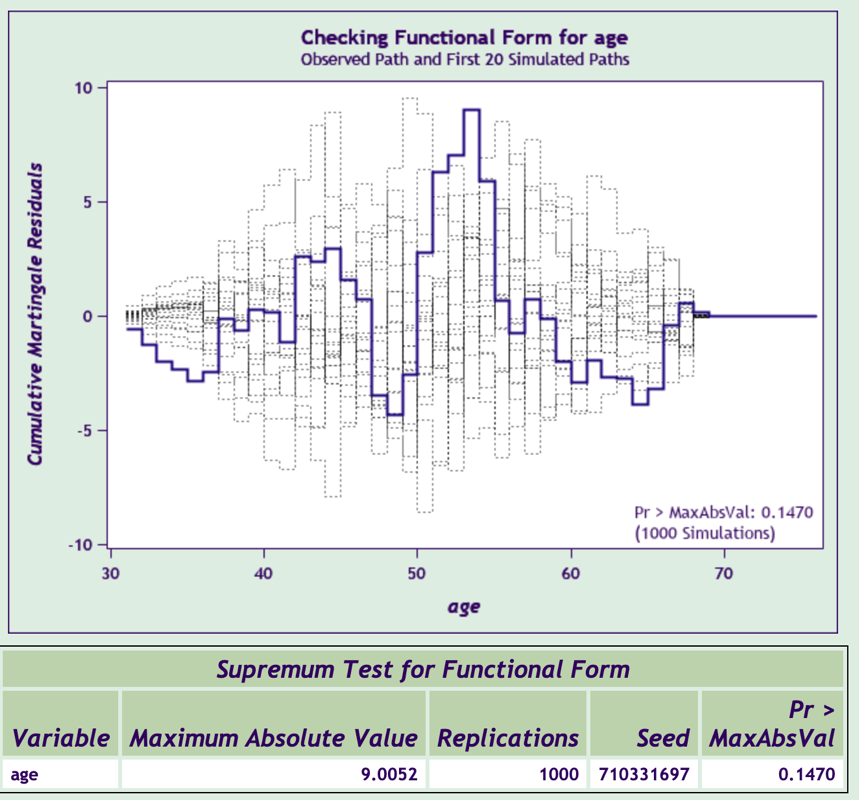 Checking Functional Form for age
Observed Path and First 20 Simulated Paths
10
5
0
-5
-10
Cumulative Martingale Residuals
Pr > MaxAbsVal: 0.1470
(1000 Simulations)
30 40 50 60 70
age
Supremum Test for Functional Form
Variable Maximum Absolute Value Replications Seed Pr > MaxAbsVal
age 9.0052 1000 710331697 0.1470